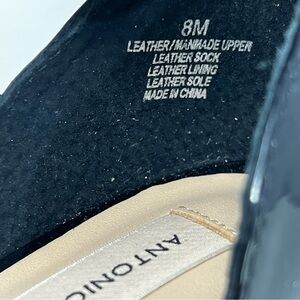 8M
LEATHER/MANMADE UPPER
LEATHER SOCK
LEATHER LINING
LEATHER SOLE
MADE IN CHINA
ANTONIO